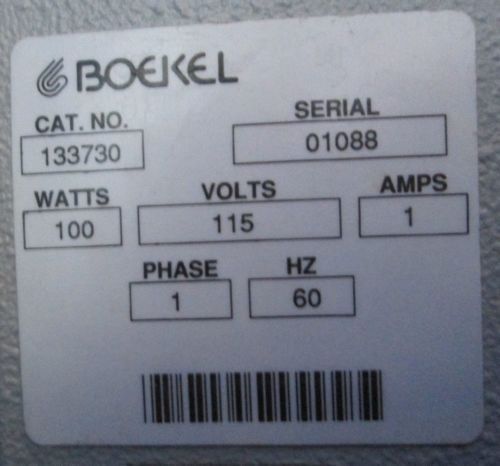 BOEKEL
CAT. NO. SERIAL
133730 01088
WATTS VOLTS AMPS
100 115 1
PHASE HZ
1 60